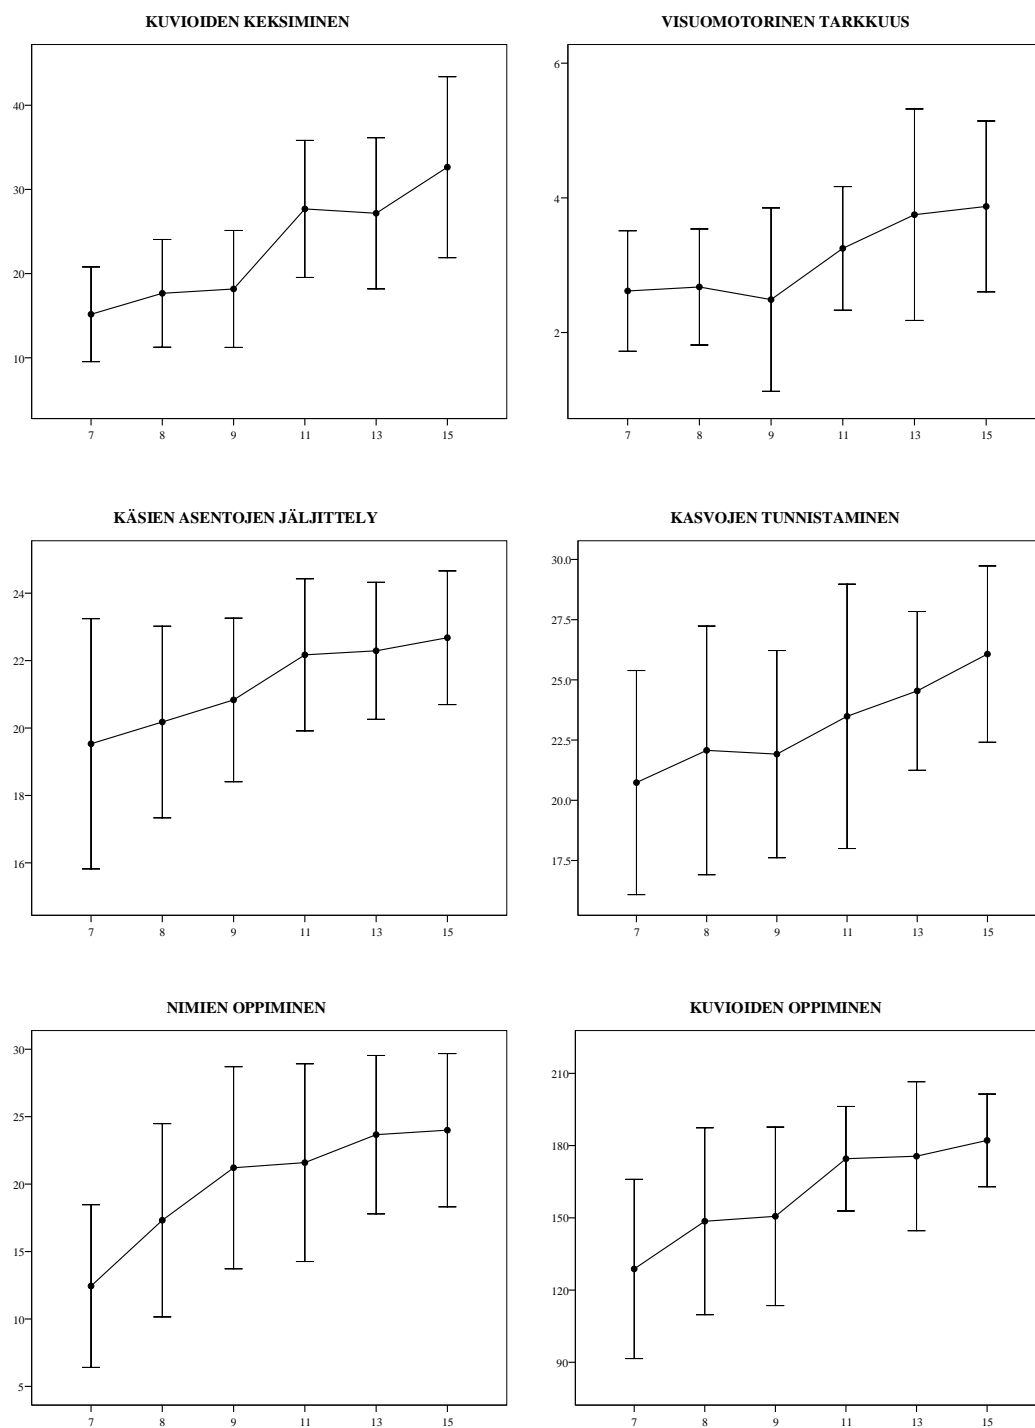 KUVIOIDEN KEKSIMINEN
40
30
20
10
7 8 9 11 13 15
VISUOMOTORINEN TARKKUUS
6
4
2
7 8 9 11 13 15
KÄSIEN ASENTOJEN JÄLJITTELY
24
22
20
18
16
7 8 9 11 13 15
KASVOJEN TUNNISTAMINEN
30.0
27.5
25.0
22.5
20.0
17.5
7 8 9 11 13 15
NIMIEN OPPIMINEN
30
25
20
15
10
5
7 8 9 11 13 15
KUVIOIDEN OPPIMINEN
210
180
150
120
90
7 8 9 11 13 15